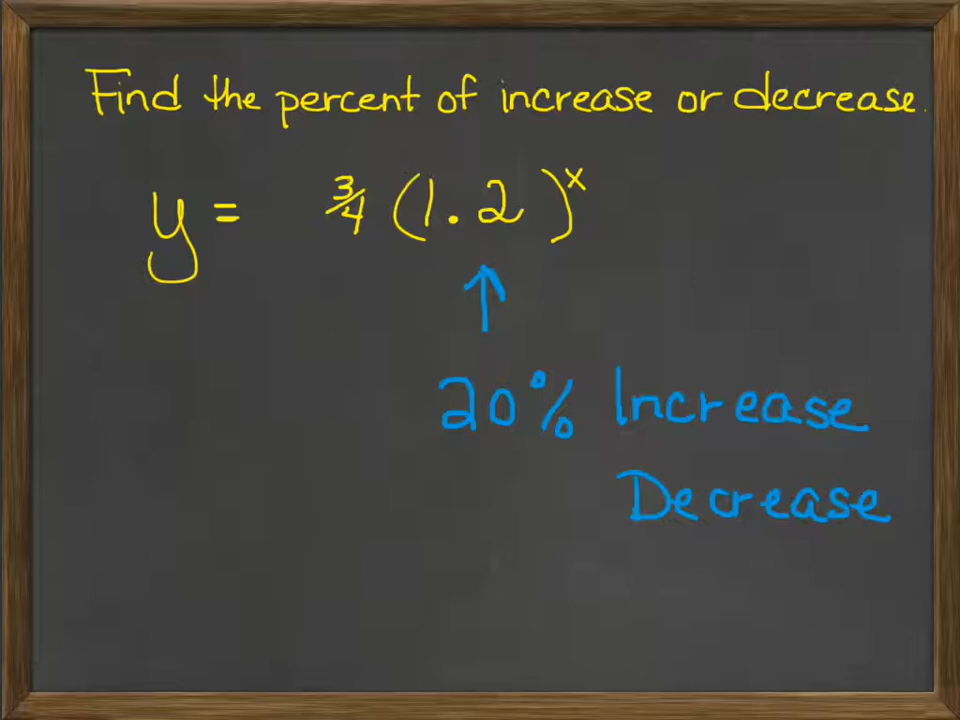 Find the percent of increase or decrease.
y = 3/4 (1.2)^x
20% Increase
Decrease